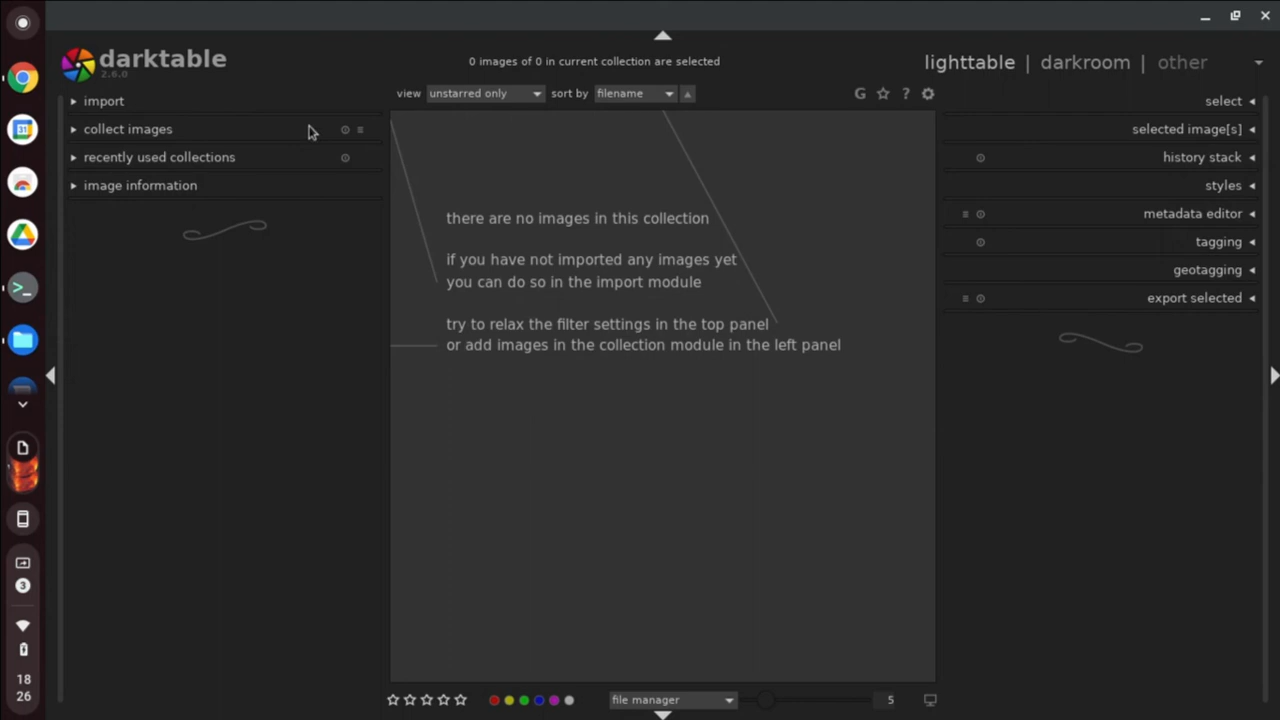 darktable
2.6.0
0 images of 0 in current collection are selected
lighttable | darkroom | other
view unstarred only sort by filename
G ?
import
collect images
recently used collections
image information
there are no images in this collection
if you have not imported any images yet
you can do so in the import module
try to relax the filter settings in the top panel
or add images in the collection module in the left panel
select
selected image[s]
history stack
styles
metadata editor
tagging
geotagging
export selected
file manager 5
31
>_
3
18
26